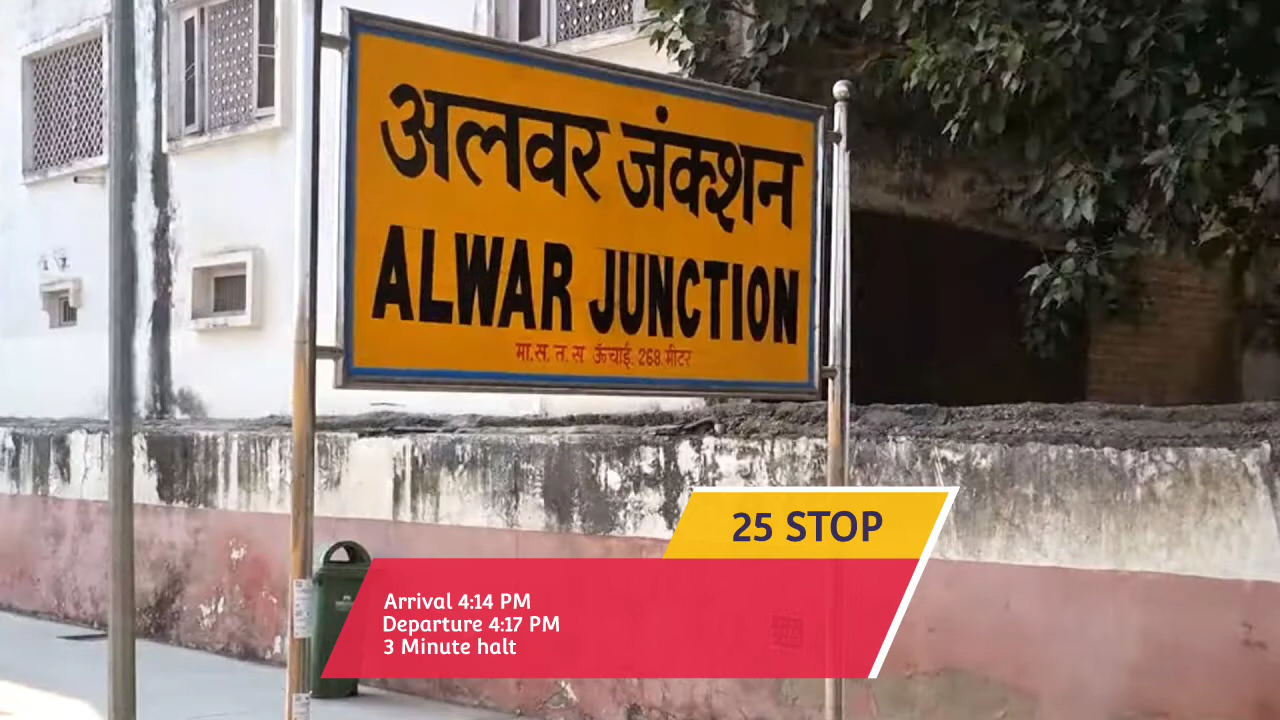 अलवर जंक्शन
ALWAR JUNCTION
मा.स.त.स ऊँचाई. 268 मीटर
25 STOP
Arrival 4:14 PM
Departure 4:17 PM
3 Minute halt